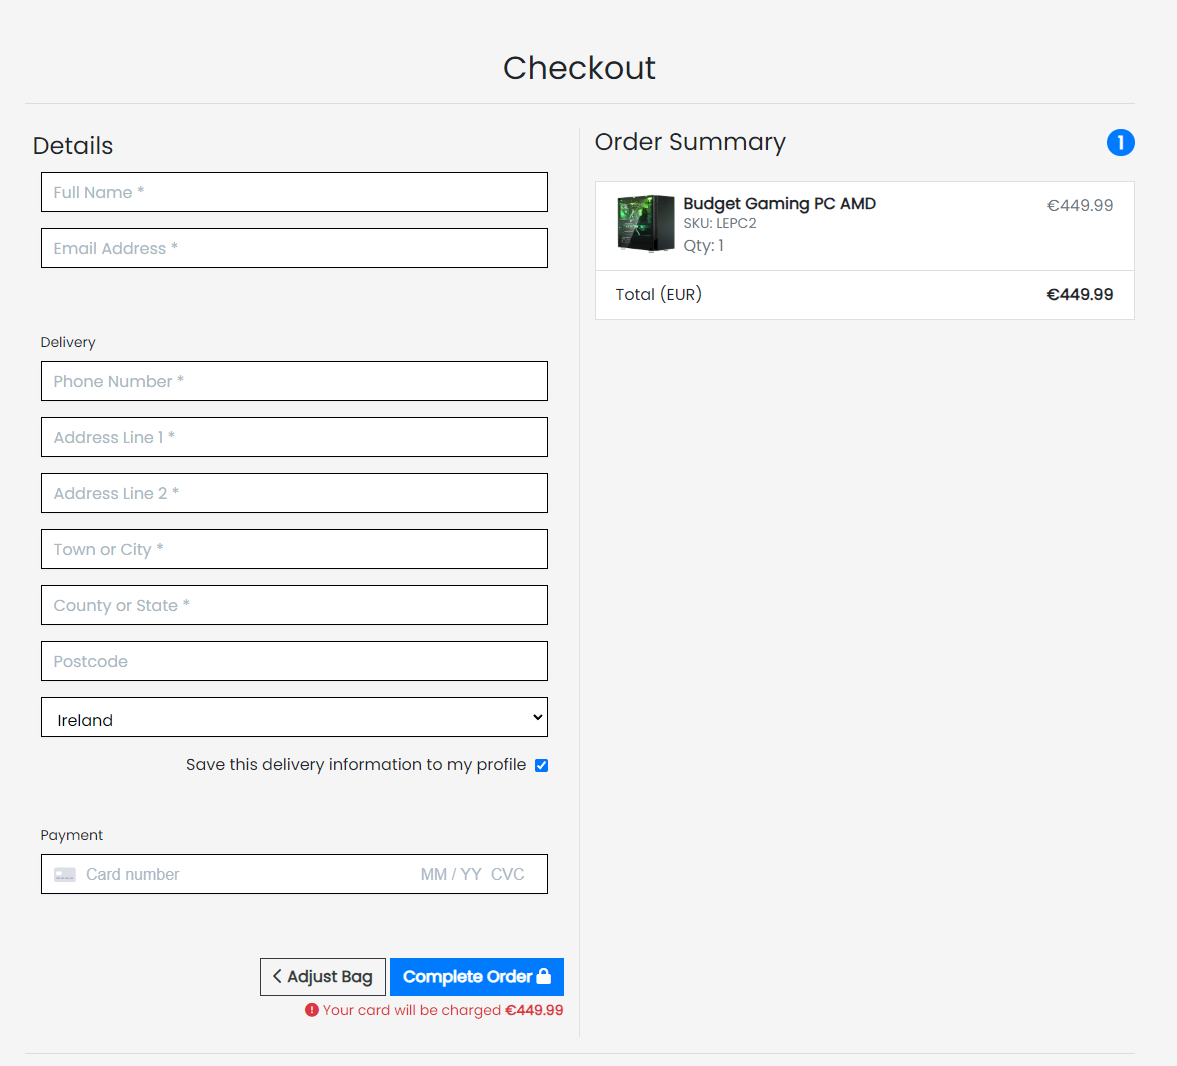 Checkout
Details
Full Name *
Email Address *
Delivery
Phone Number *
Address Line 1 *
Address Line 2 *
Town or City *
County or State *
Postcode
Ireland
Save this delivery information to my profile
Payment
Card number MM / YY CVC
Adjust Bag Complete Order
Your card will be charged €449.99
Order Summary 1
Budget Gaming PC AMD €449.99
SKU: LEPC2
Qty: 1
Total (EUR) €449.99